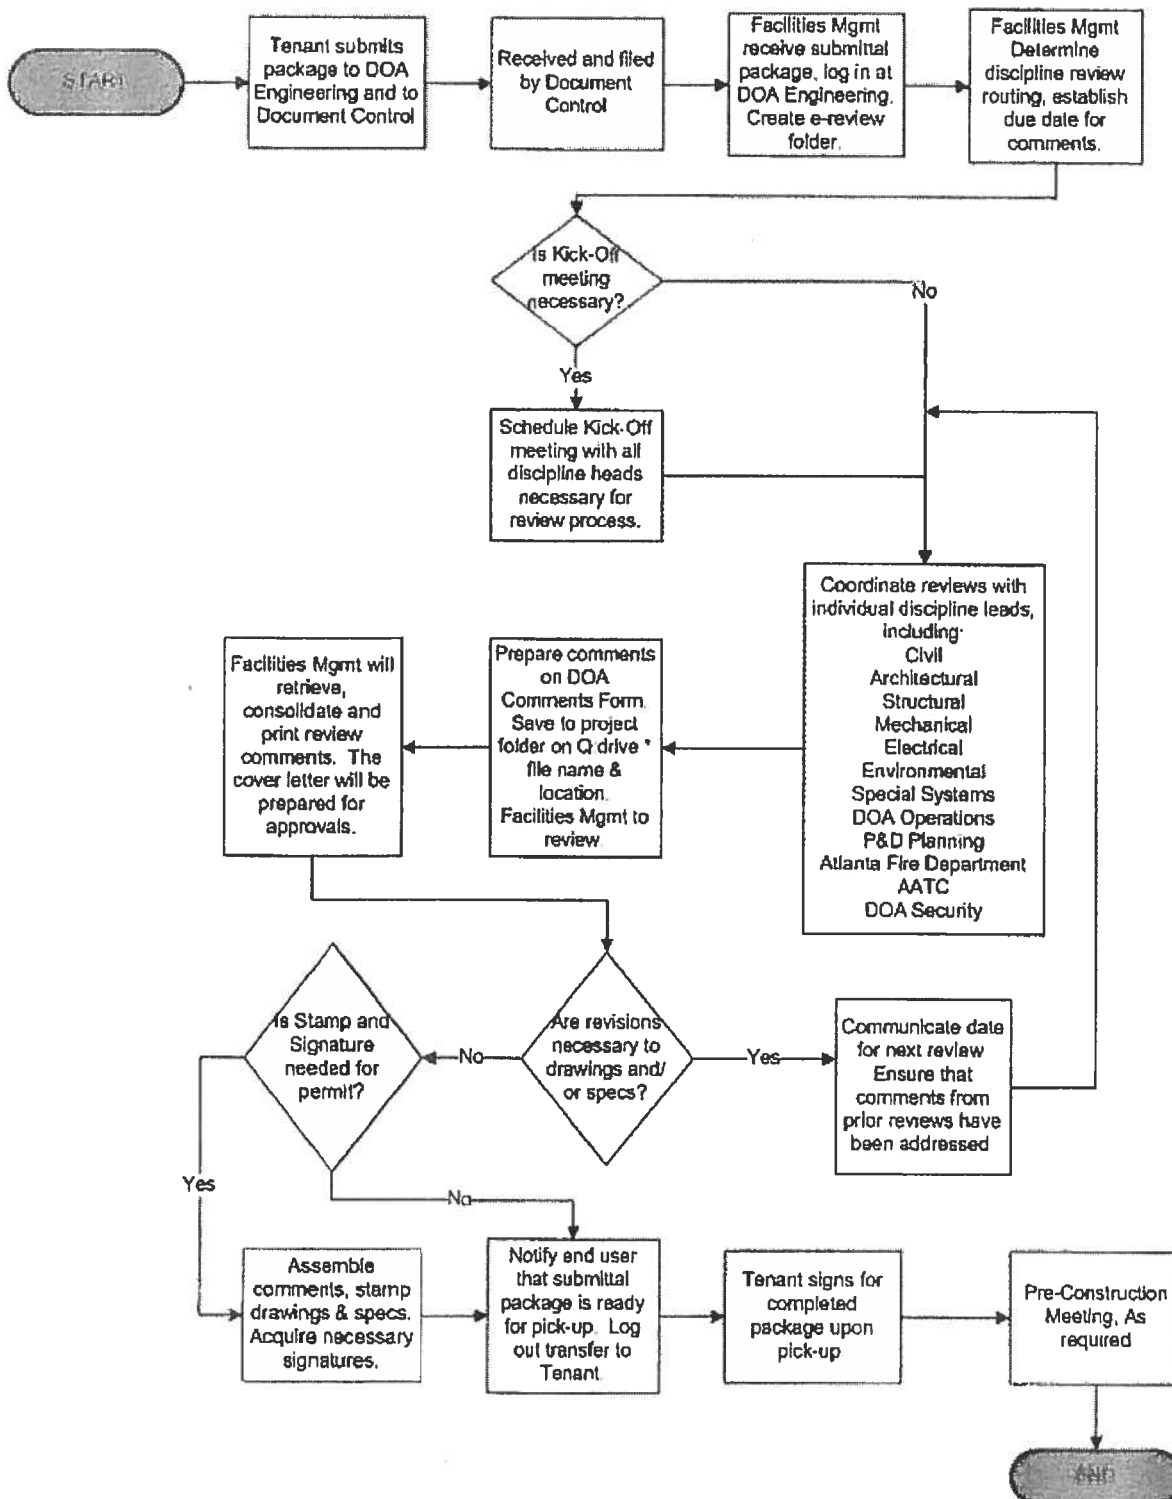 START
Tenant submits
package to DOA
Engineering and to
Document Control
Received and filed
by Document
Control
Facilities Mgmt
receive submittal
package, log in at
DOA Engineering.
Create e-review
folder.
Facilities Mgmt
Determine
discipline review
routing, establish
due date for
comments.
Is Kick-Off
meeting
necessary?
No
Yes
Schedule Kick-Off
meeting with all
discipline heads
necessary for
review process.
Coordinate reviews with
individual discipline leads,
including:
Civil
Architectural
Structural
Mechanical
Electrical
Environmental
Special Systems
DOA Operations
P&D Planning
Atlanta Fire Department
AATC
DOA Security
Prepare comments
on DOA
Comments Form.
Save to project
folder on Q drive *
file name &
location.
Facilities Mgmt to
review
Facilities Mgmt will
retrieve,
consolidate and
print review
comments. The
cover letter will be
prepared for
approvals.
Are revisions
necessary to
drawings and/
or specs?
Yes
Communicate date
for next review
Ensure that
comments from
prior reviews have
been addressed
No
Is Stamp and
Signature
needed for
permit?
Yes
No
Assemble
comments, stamp
drawings & specs.
Acquire necessary
signatures.
Notify end user
that submittal
package is ready
for pick-up. Log
out transfer to
Tenant.
Tenant signs for
completed
package upon
pick-up
Pre-Construction
Meeting, As
required